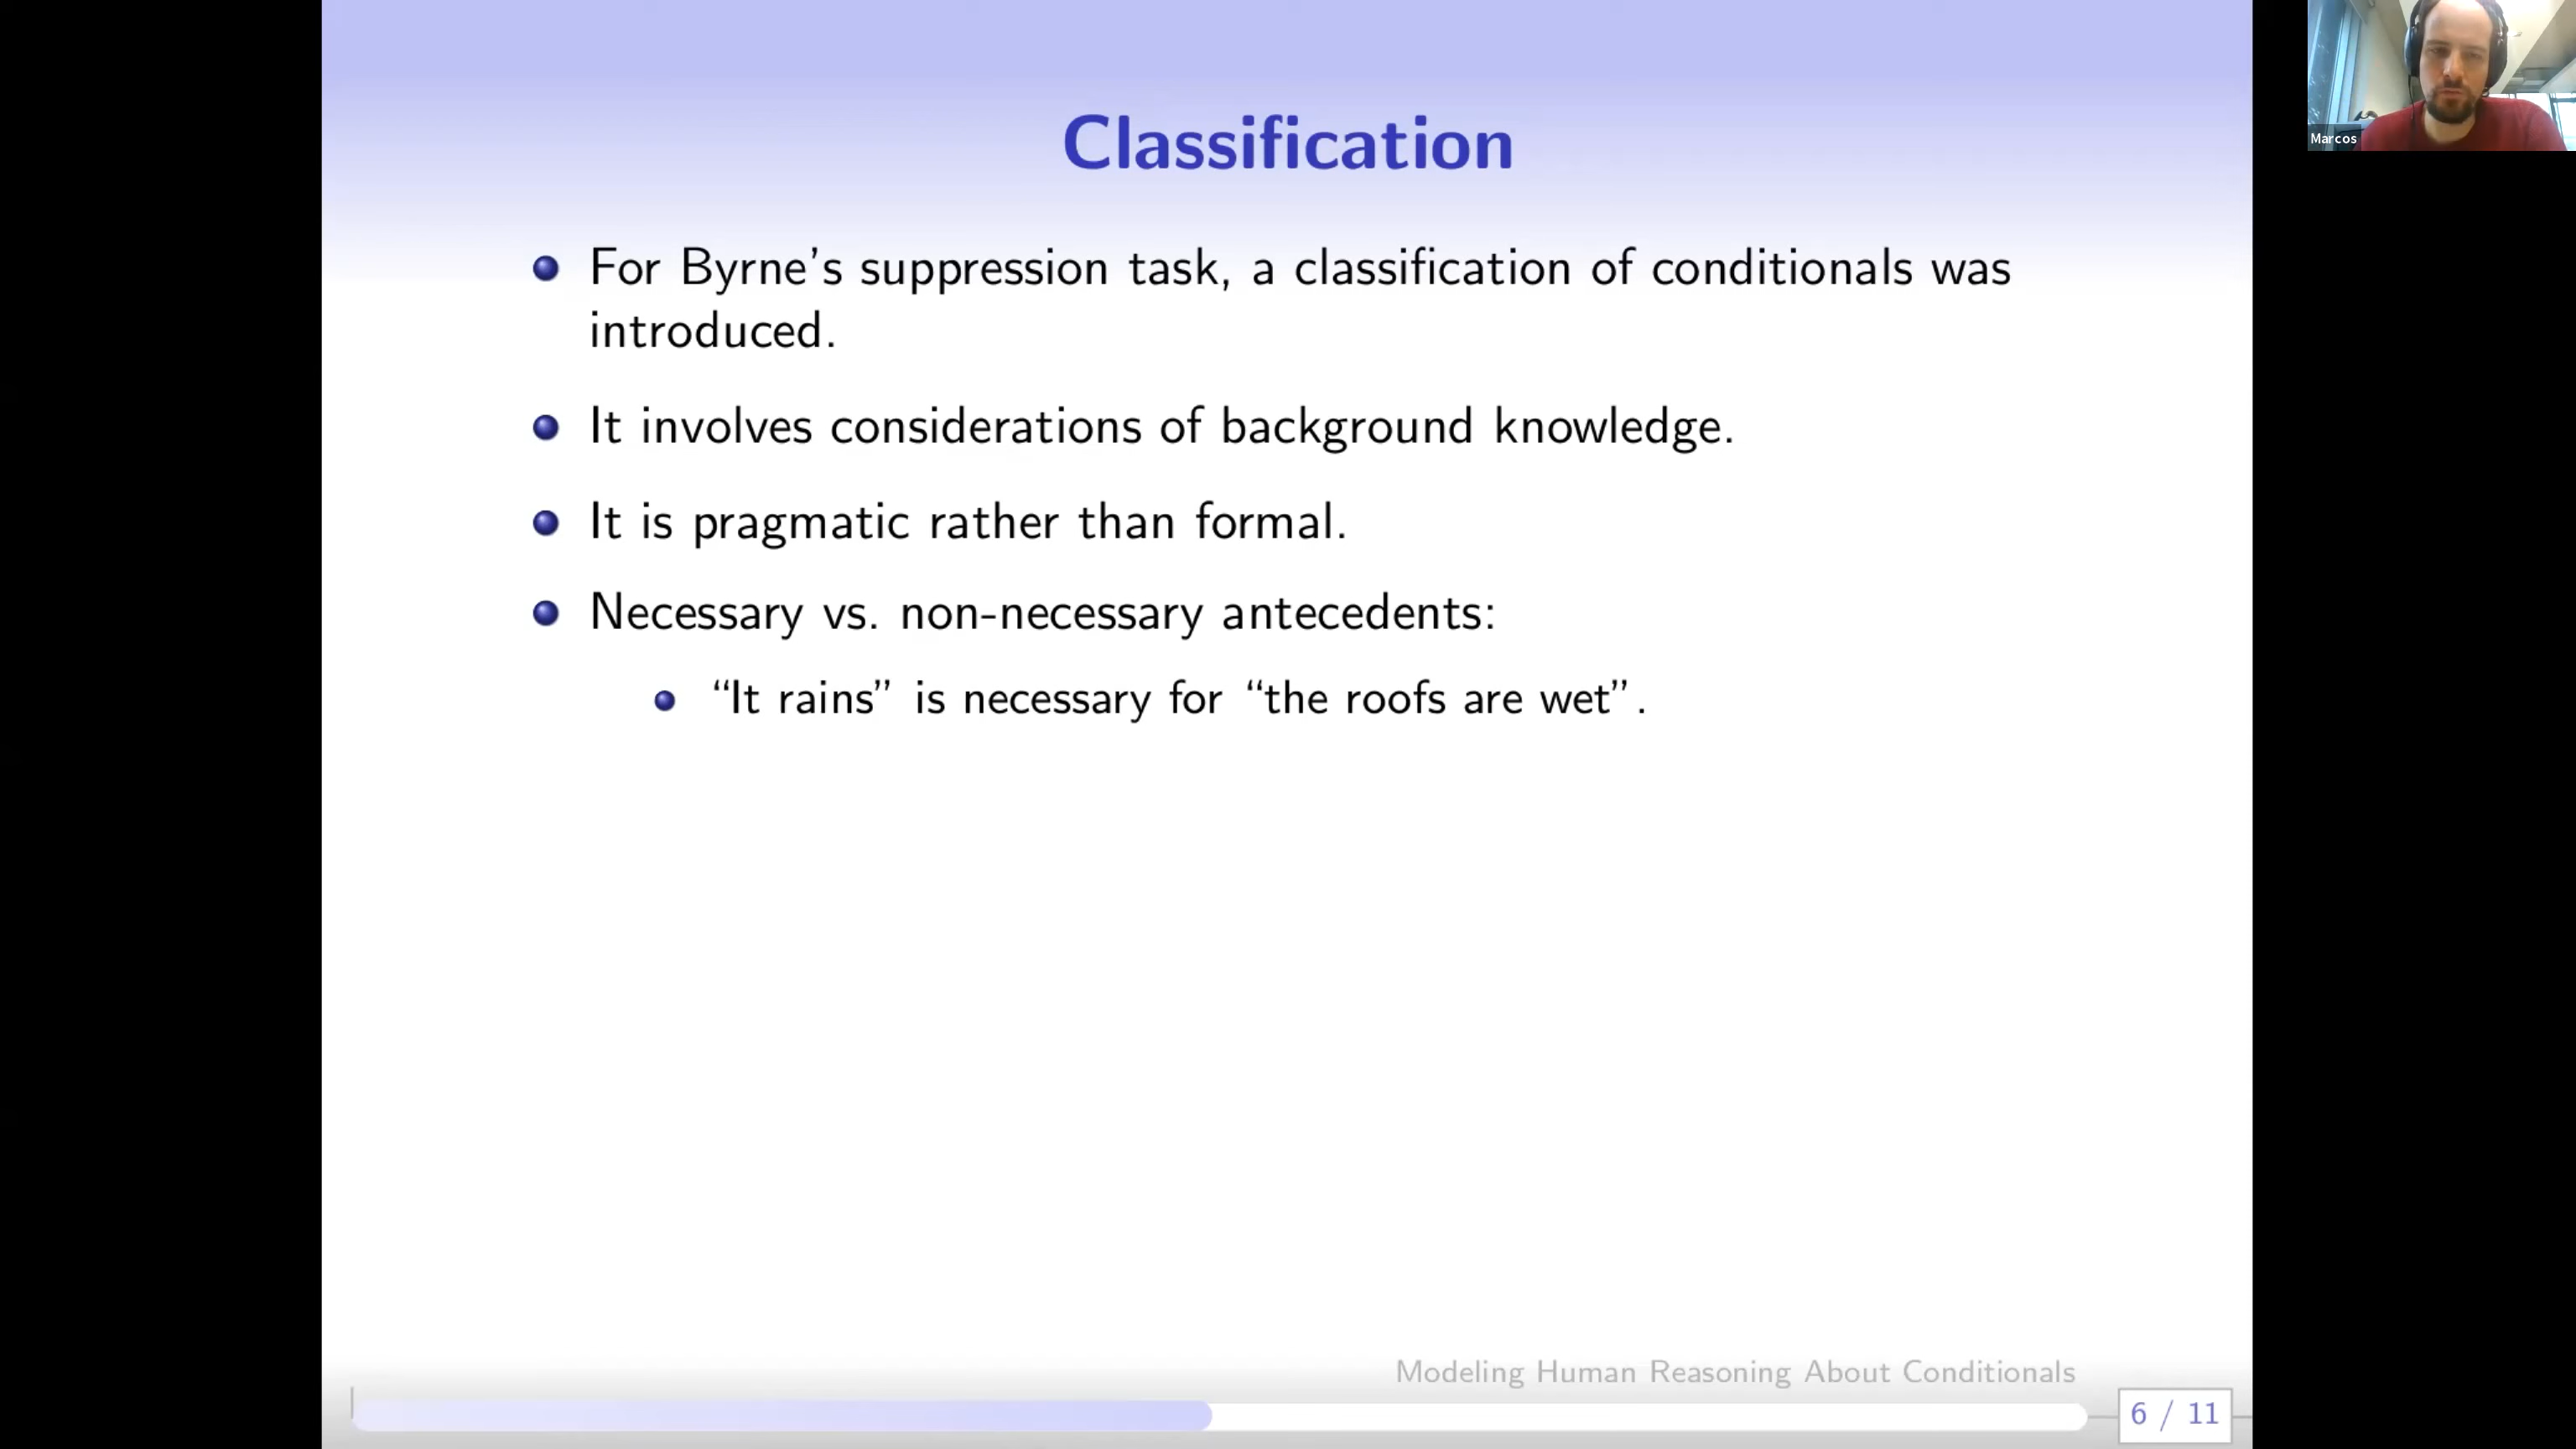 Classification
For Byrne’s suppression task, a classification of conditionals was
introduced.
It involves considerations of background knowledge.
It is pragmatic rather than formal.
Necessary vs. non-necessary antecedents:
“It rains” is necessary for “the roofs are wet”.
Modeling Human Reasoning About Conditionals
6 / 11
Marcos